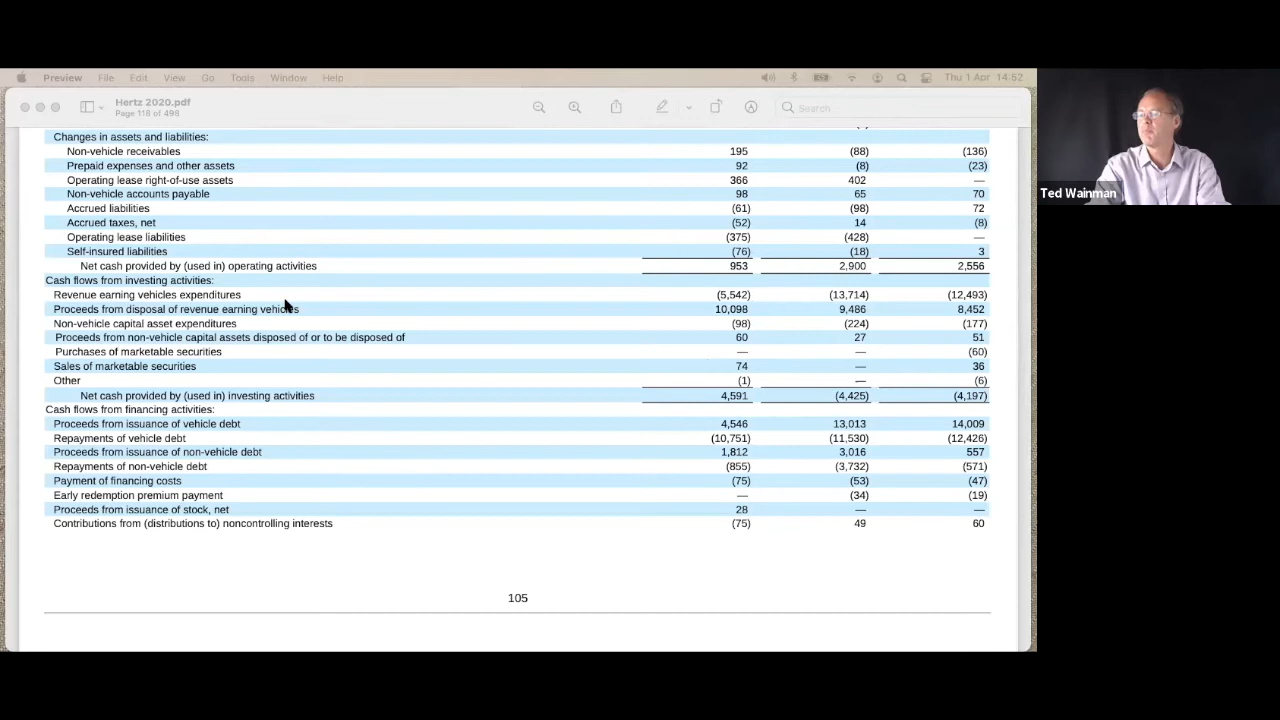 Preview File Edit View Go Tools Window Help Thu 1 Apr 14:52
Hertz 2020.pdf
Page 118 of 498
Search
Ted Wainman
Changes in assets and liabilities:
Non-vehicle receivables 195 (88) (136)
Prepaid expenses and other assets 92 (8) (23)
Operating lease right-of-use assets 366 402 —
Non-vehicle accounts payable 98 65 70
Accrued liabilities (61) (98) 72
Accrued taxes, net (52) 14 (8)
Operating lease liabilities (375) (428) —
Self-insured liabilities (76) (18) 3
Net cash provided by (used in) operating activities 953 2,900 2,556
Cash flows from investing activities:
Revenue earning vehicles expenditures (5,542) (13,714) (12,493)
Proceeds from disposal of revenue earning vehicles 10,098 9,486 8,452
Non-vehicle capital asset expenditures (98) (224) (177)
Proceeds from non-vehicle capital assets disposed of or to be disposed of 60 27 51
Purchases of marketable securities — — (60)
Sales of marketable securities 74 — 36
Other (1) — (6)
Net cash provided by (used in) investing activities 4,591 (4,425) (4,197)
Cash flows from financing activities:
Proceeds from issuance of vehicle debt 4,546 13,013 14,009
Repayments of vehicle debt (10,751) (11,530) (12,426)
Proceeds from issuance of non-vehicle debt 1,812 3,016 557
Repayments of non-vehicle debt (855) (3,732) (571)
Payment of financing costs (75) (53) (47)
Early redemption premium payment — (34) (19)
Proceeds from issuance of stock, net 28 — —
Contributions from (distributions to) noncontrolling interests (75) 49 60
105